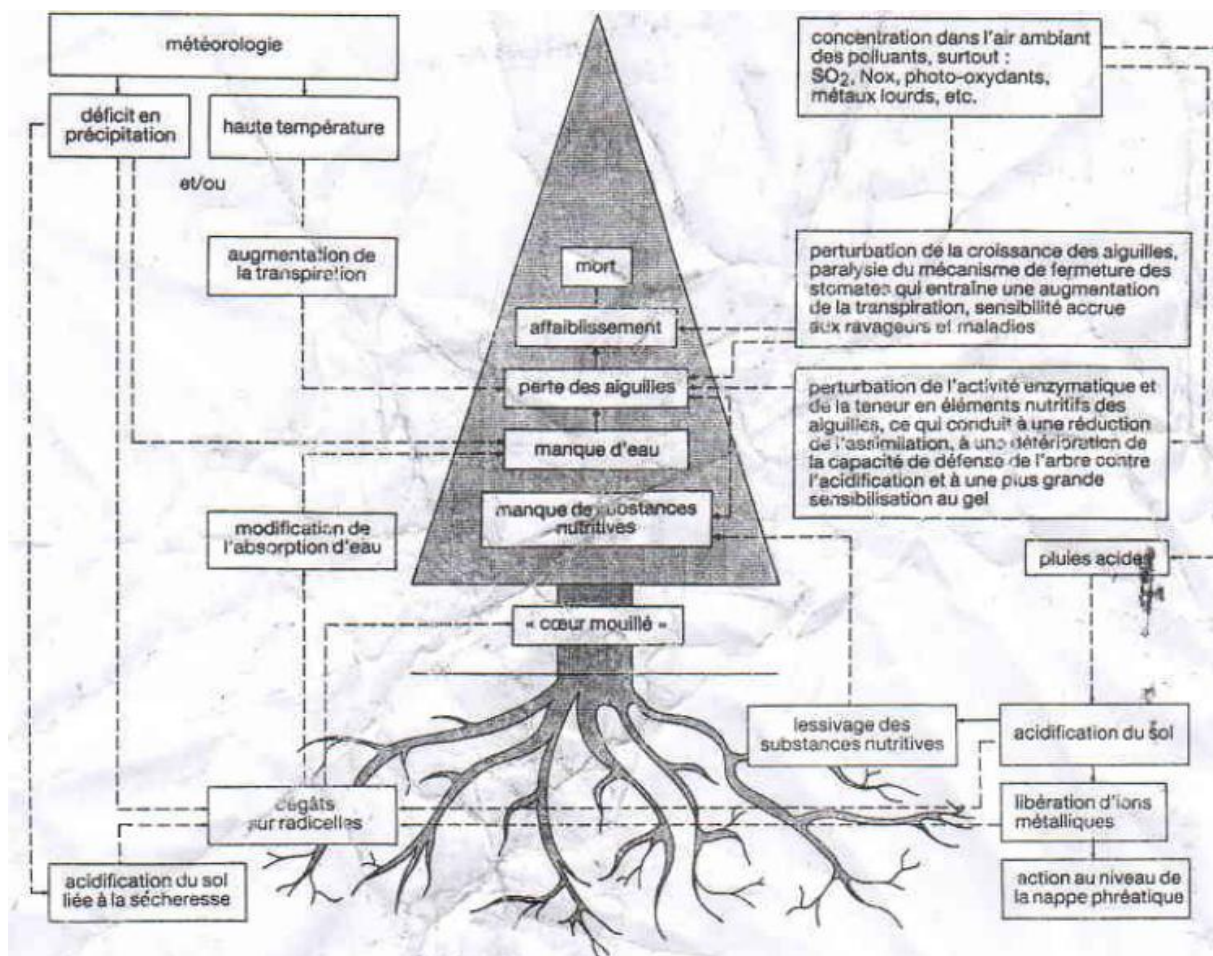 météorologie
déficit en
précipitation
haute température
et/ou
augmentation de
la transpiration
modification de
l'absorption d'eau
dégâts
sur radicelles
acidification du sol
liée à la sécheresse
mort
affaiblissement
perte des aiguilles
manque d'eau
manque de substances
nutritives
« cœur mouillé »
concentration dans l'air ambiant
des polluants, surtout :
SO₂, Nox, photo-oxydants,
métaux lourds, etc.
perturbation de la croissance des aiguilles,
paralysie du mécanisme de fermeture des
stomates qui entraîne une augmentation
de la transpiration, sensibilité accrue
aux ravageurs et maladies
perturbation de l'activité enzymatique et
de la teneur en éléments nutritifs des
aiguilles, ce qui conduit à une réduction
de l'assimilation, à une détérioration de
la capacité de défense de l'arbre contre
l'acidification et à une plus grande
sensibilisation au gel
pluies acides
lessivage des
substances nutritives
acidification du sol
libération d'ions
métalliques
action au niveau de
la nappe phréatique